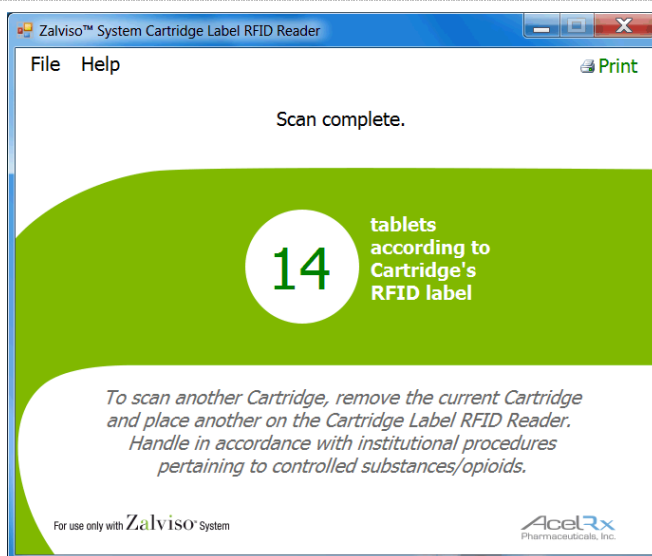 Zalviso™ System Cartridge Label RFID Reader
File Help
Print
Scan complete.
14
tablets
according to
Cartridge's
RFID label
To scan another Cartridge, remove the current Cartridge
and place another on the Cartridge Label RFID Reader.
Handle in accordance with institutional procedures
pertaining to controlled substances/opioids.
For use only with Zalviso™ System
AcelRx
Pharmaceuticals, Inc.